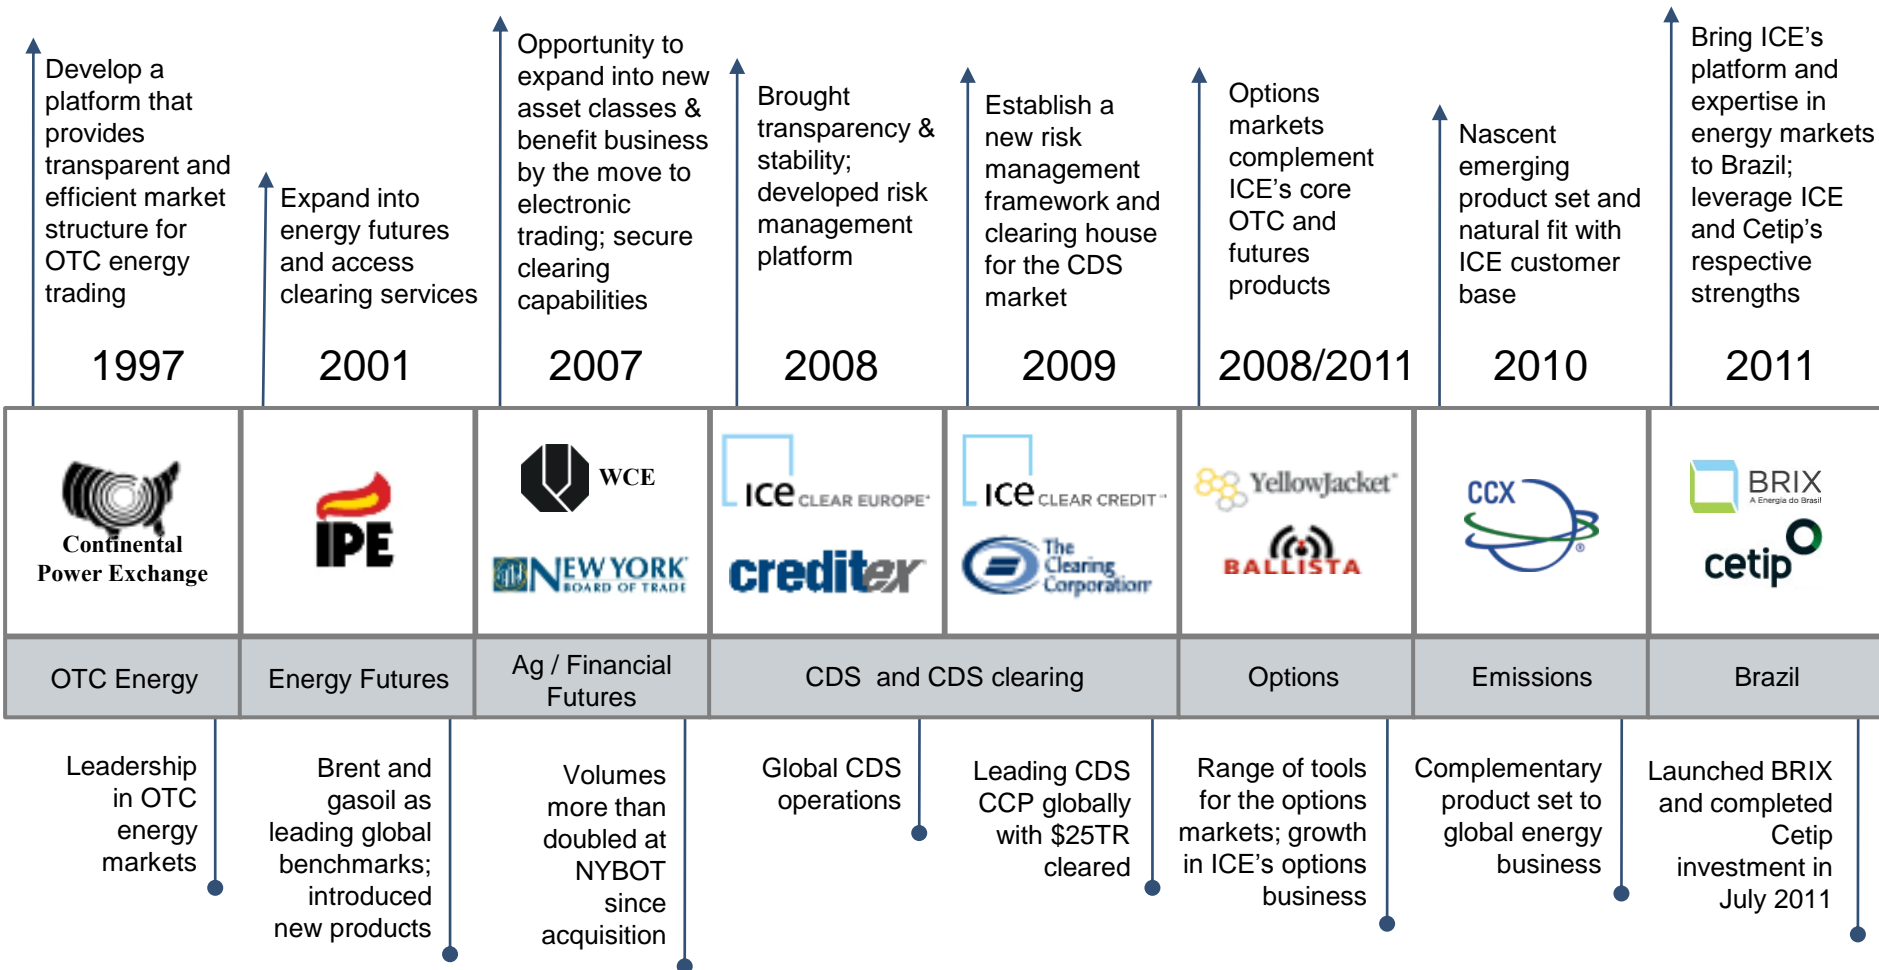 Develop a
platform that
provides
transparent and
efficient market
structure for
OTC energy
trading
Expand into
energy futures
and access
clearing services
Opportunity to
expand into new
asset classes &
benefit business
by the move to
electronic
trading; secure
clearing
capabilities
Brought
transparency &
stability;
developed risk
management
platform
Establish a
new risk
management
framework and
clearing house
for the CDS
market
Options
markets
complement
ICE's core
OTC and
futures
products
Nascent
emerging
product set and
natural fit with
ICE customer
base
Bring ICE's
platform and
expertise in
energy markets
to Brazil;
leverage ICE
and Cetip's
respective
strengths
1997
2001
2007
2008
2009
2008/2011
2010
2011
Continental
Power Exchange
IPE
WCE
NEW YORK
BOARD OF TRADE
ice CLEAR EUROPE
creditex
ice CLEAR CREDIT ™
The
Clearing
Corporation
YellowJacket
BALLISTA
CCX
®
BRIX
A Energia do Brasil
cetip
OTC Energy
Energy Futures
Ag / Financial
Futures
CDS and CDS clearing
Options
Emissions
Brazil
Leadership
in OTC
energy
markets
Brent and
gasoil as
leading global
benchmarks;
introduced
new products
Volumes
more than
doubled at
NYBOT
since
acquisition
Global CDS
operations
Leading CDS
CCP globally
with $25TR
cleared
Range of tools
for the options
markets; growth
in ICE's options
business
Complementary
product set to
global energy
business
Launched BRIX
and completed
Cetip
investment in
July 2011